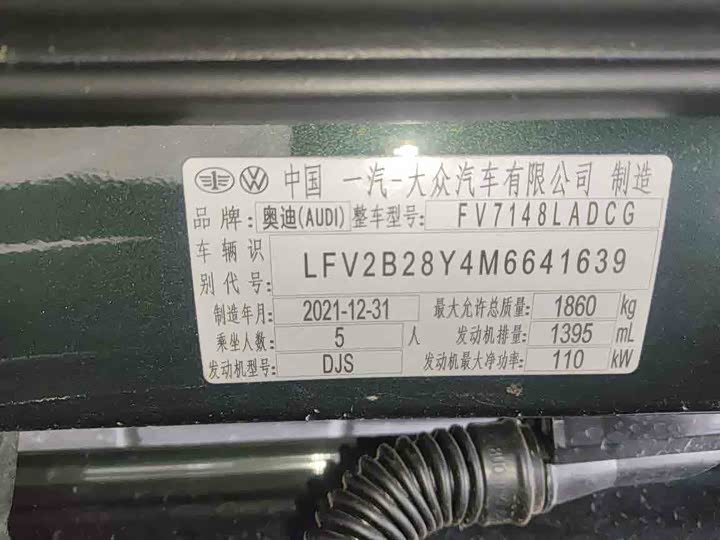 中国 一汽-大众汽车有限公司 制造
品牌: 奥迪(AUDI) 整车型号: FV7148LADCG
车辆识别代号: LFV2B28Y4M6641639
制造年月: 2021-12-31 最大允许总质量: 1860 kg
乘坐人数: 5 人 发动机排量: 1395 mL
发动机型号: DJS 发动机最大净功率: 110 kW